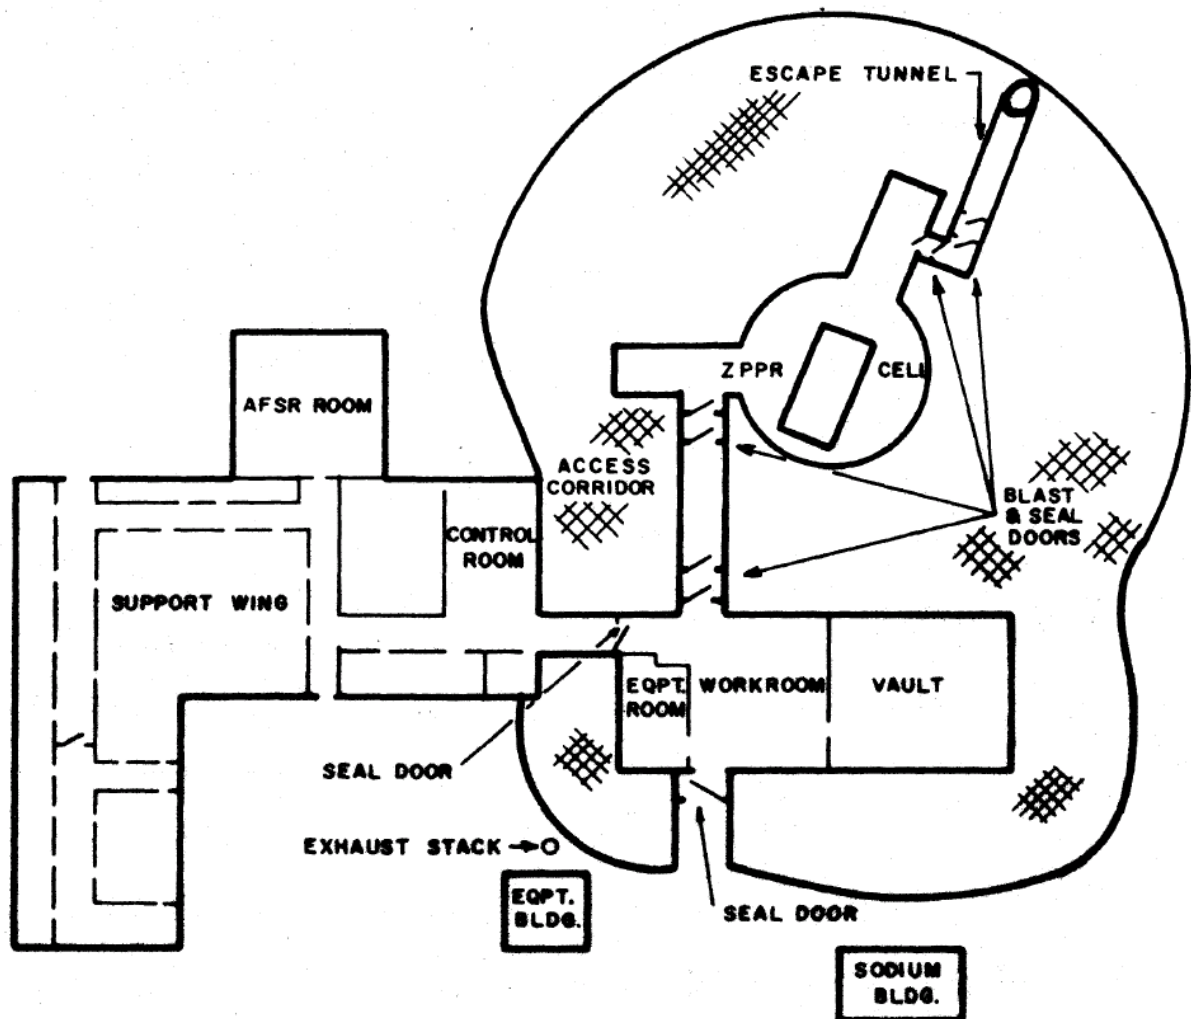 ESCAPE TUNNEL
ZPPR CELL
AFSR ROOM
ACCESS
CORRIDOR
BLAST
& SEAL
DOORS
CONTROL
ROOM
SUPPORT WING
EQPT.
ROOM
WORKROOM
VAULT
SEAL DOOR
EXHAUST STACK
EQPT.
BLDG.
SEAL DOOR
SODIUM
BLDG.